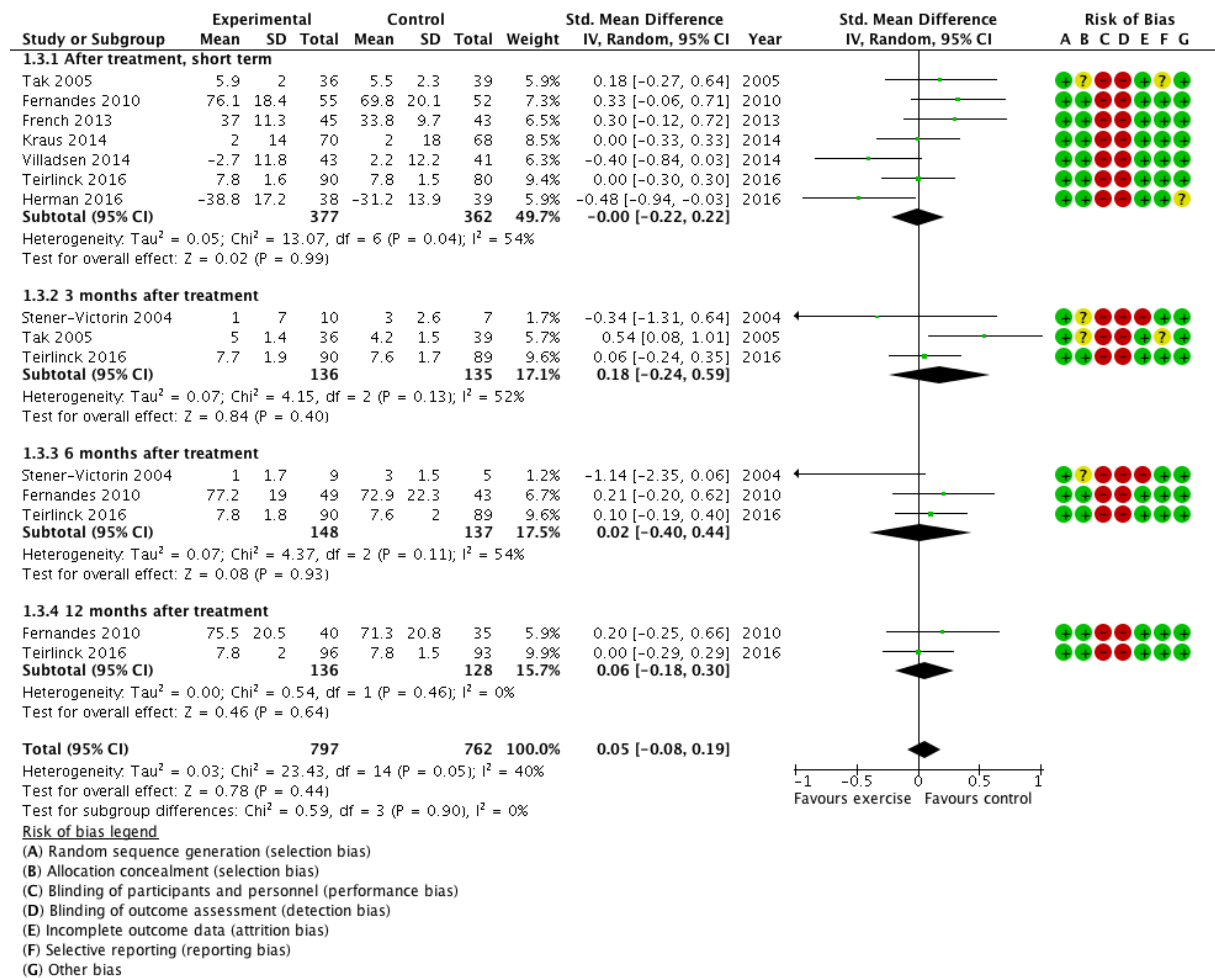 Experimental Control Std. Mean Difference Std. Mean Difference Risk of Bias
Study or Subgroup Mean SD Total Mean SD Total Weight IV, Random, 95% CI Year IV, Random, 95% CI A B C D E F G
1.3.1 After treatment, short term
Tak 2005 5.9 2 36 5.5 2.3 39 5.9% 0.18 [-0.27, 0.64] 2005 + ? - - + ? +
Fernandes 2010 76.1 18.4 55 69.8 20.1 52 7.3% 0.33 [-0.06, 0.71] 2010 + + - - + + +
French 2013 37 11.3 45 33.8 9.7 43 6.5% 0.30 [-0.12, 0.72] 2013 + + - - + + +
Kraus 2014 2 14 70 2 18 68 8.5% 0.00 [-0.33, 0.33] 2014 + + - - + + +
Villadsen 2014 -2.7 11.8 43 2.2 12.2 41 6.3% -0.40 [-0.84, 0.03] 2014 + + - - + + +
Teirlinck 2016 7.8 1.6 90 7.8 1.5 80 9.4% 0.00 [-0.30, 0.30] 2016 + + - - + + +
Herman 2016 -38.8 17.2 38 -31.2 13.9 39 5.9% -0.48 [-0.94, -0.03] 2016 + + - - + + ?
Subtotal (95% CI) 377 362 49.7% -0.00 [-0.22, 0.22]
Heterogeneity: Tau² = 0.05; Chi² = 13.07, df = 6 (P = 0.04); I² = 54%
Test for overall effect: Z = 0.02 (P = 0.99)
1.3.2 3 months after treatment
Stener-Victorin 2004 1 7 10 3 2.6 7 1.7% -0.34 [-1.31, 0.64] 2004 + ? - - - + +
Tak 2005 5 1.4 36 4.2 1.5 39 5.7% 0.54 [0.08, 1.01] 2005 + ? - - + ? +
Teirlinck 2016 7.7 1.9 90 7.6 1.7 89 9.6% 0.06 [-0.24, 0.35] 2016 + + - - + + +
Subtotal (95% CI) 136 135 17.1% 0.18 [-0.24, 0.59]
Heterogeneity: Tau² = 0.07; Chi² = 4.15, df = 2 (P = 0.13); I² = 52%
Test for overall effect: Z = 0.84 (P = 0.40)
1.3.3 6 months after treatment
Stener-Victorin 2004 1 1.7 9 3 1.5 5 1.2% -1.14 [-2.35, 0.06] 2004 + ? - - - + +
Fernandes 2010 77.2 19 49 72.9 22.3 43 6.7% 0.21 [-0.20, 0.62] 2010 + + - - + + +
Teirlinck 2016 7.8 1.8 90 7.6 2 89 9.6% 0.10 [-0.19, 0.40] 2016 + + - - + + +
Subtotal (95% CI) 148 137 17.5% 0.02 [-0.40, 0.44]
Heterogeneity: Tau² = 0.07; Chi² = 4.37, df = 2 (P = 0.11); I² = 54%
Test for overall effect: Z = 0.08 (P = 0.93)
1.3.4 12 months after treatment
Fernandes 2010 75.5 20.5 40 71.3 20.8 35 5.9% 0.20 [-0.25, 0.66] 2010 + + - - + + +
Teirlinck 2016 7.8 2 96 7.8 1.5 93 9.9% 0.00 [-0.29, 0.29] 2016 + + - - + + +
Subtotal (95% CI) 136 128 15.7% 0.06 [-0.18, 0.30]
Heterogeneity: Tau² = 0.00; Chi² = 0.54, df = 1 (P = 0.46); I² = 0%
Test for overall effect: Z = 0.46 (P = 0.64)
Total (95% CI) 797 762 100.0% 0.05 [-0.08, 0.19]
Heterogeneity: Tau² = 0.03; Chi² = 23.43, df = 14 (P = 0.05); I² = 40%
Test for overall effect: Z = 0.78 (P = 0.44)
Test for subgroup differences: Chi² = 0.59, df = 3 (P = 0.90), I² = 0%
-1 -0.5 0 0.5 1
Favours exercise Favours control
Risk of bias legend
(A) Random sequence generation (selection bias)
(B) Allocation concealment (selection bias)
(C) Blinding of participants and personnel (performance bias)
(D) Blinding of outcome assessment (detection bias)
(E) Incomplete outcome data (attrition bias)
(F) Selective reporting (reporting bias)
(G) Other bias